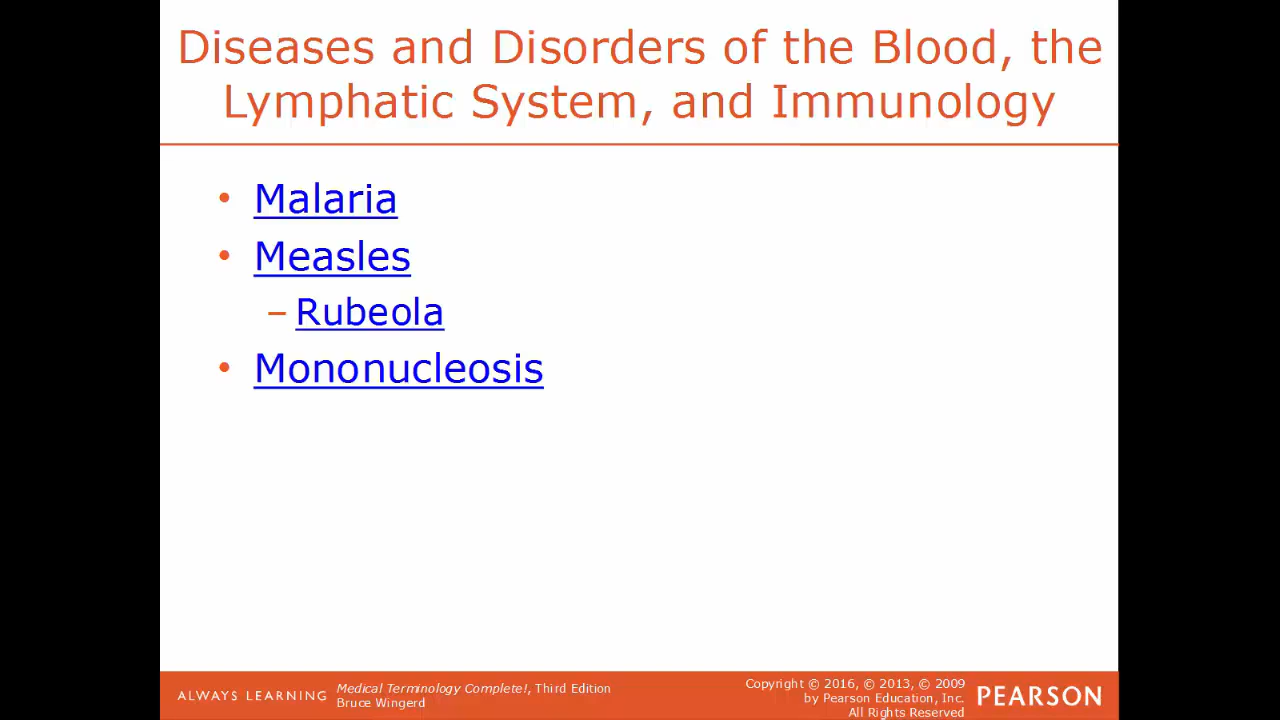 Diseases and Disorders of the Blood, the
Lymphatic System, and Immunology
• Malaria
• Measles
– Rubeola
• Mononucleosis
ALWAYS LEARNING
Medical Terminology Complete!, Third Edition
Bruce Wingerd
Copyright © 2016, © 2013, © 2009
by Pearson Education, Inc.
All Rights Reserved
PEARSON